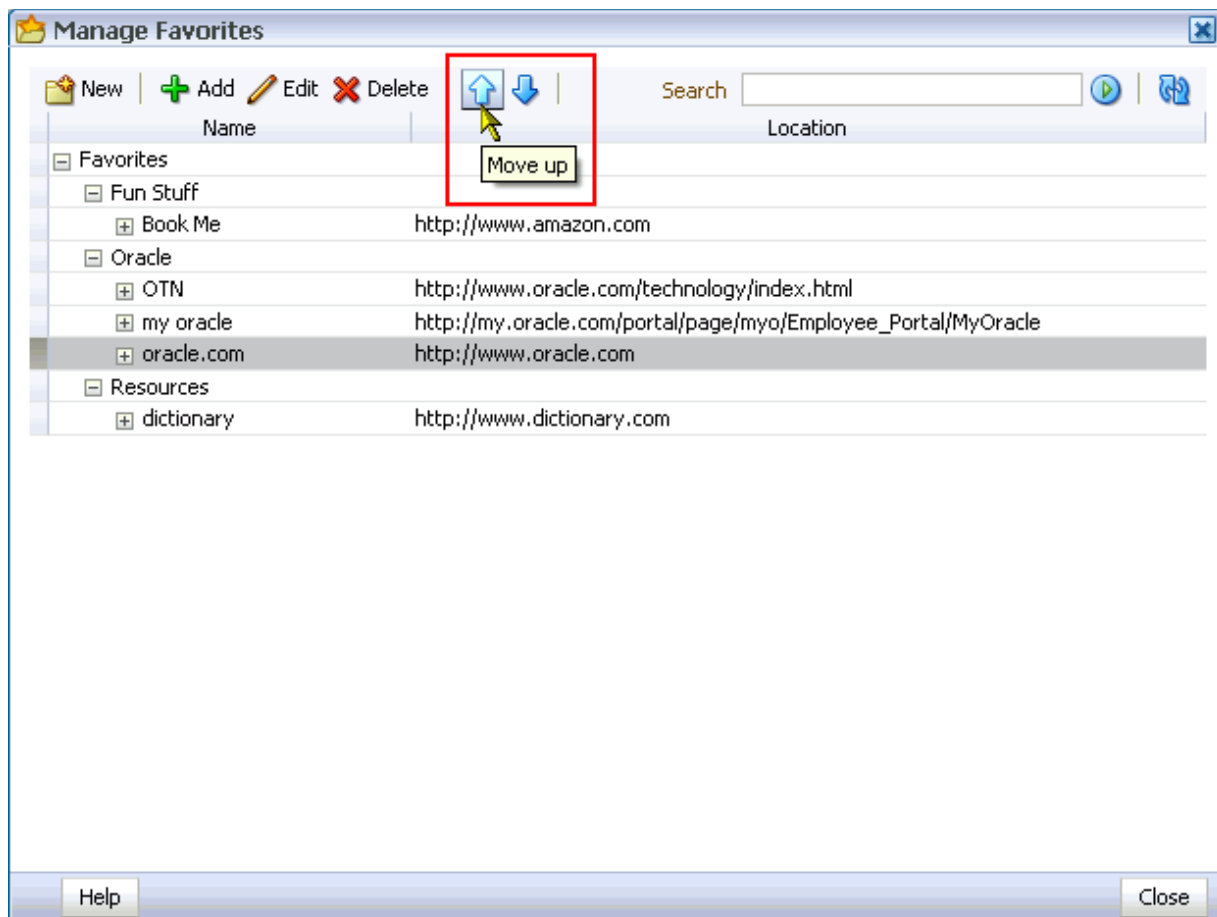 Manage Favorites
New Add Edit Delete Search
Name Location
Move up
Favorites
Fun Stuff
Book Me http://www.amazon.com
Oracle
OTN http://www.oracle.com/technology/index.html
my oracle http://my.oracle.com/portal/page/myo/Employee_Portal/MyOracle
oracle.com http://www.oracle.com
Resources
dictionary http://www.dictionary.com
Help Close